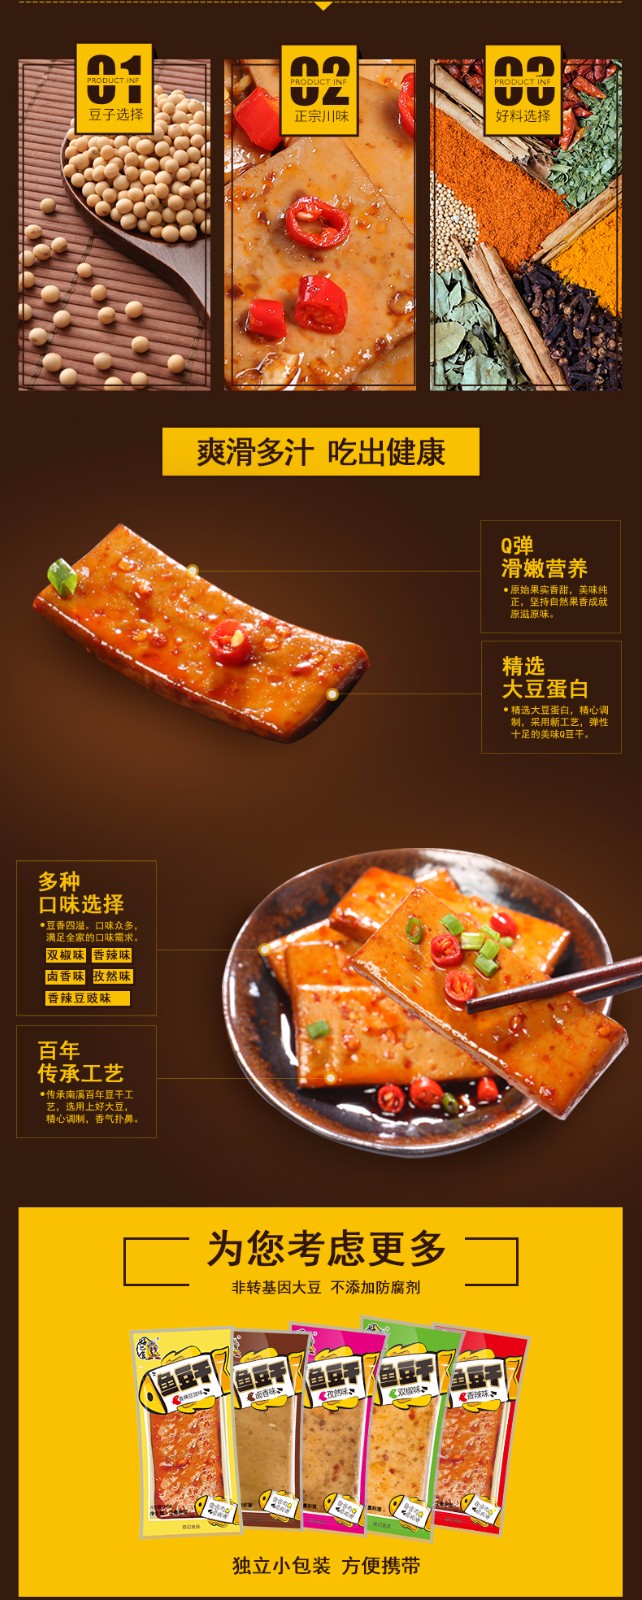 01
PRODUCT INF
豆子选择
02
PRODUCT INF
正宗川味
03
PRODUCT INF
好料选择
爽滑多汁 吃出健康
Q弹
滑嫩营养
•原始果实香甜，美味纯
正，坚持自然果香成就
原滋原味。
精选
大豆蛋白
•精选大豆蛋白，精心调
制，采用新工艺，弹性
十足的美味Q豆干。
多种
口味选择
•豆香四溢。口味众多，
满足全家的口味需求。
双椒味 香辣味
卤香味 孜然味
香辣豆豉味
百年
传承工艺
•传承南溪百年豆干工
艺，选用上好大豆，
精心调制，香气扑鼻。
为您考虑更多
非转基因大豆 不添加防腐剂
鱼豆干
香辣豆豉味
鱼豆干
卤香味
鱼豆干
孜然味
鱼豆干
双椒味
鱼豆干
香辣味
独立小包装 方便携带